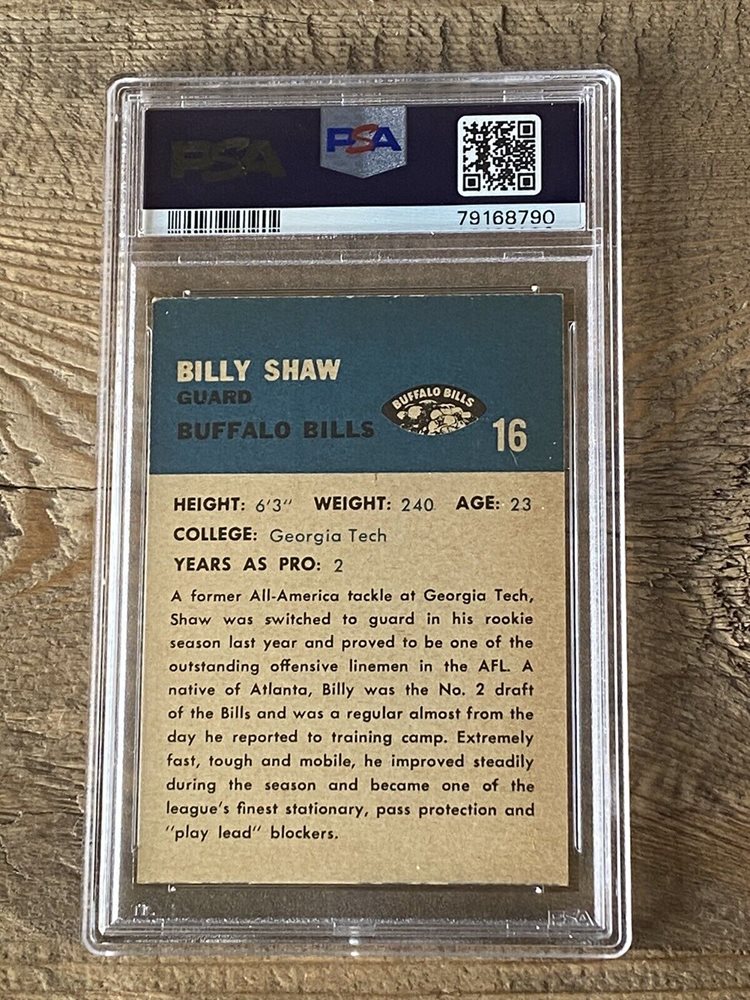 PSA
PSA
79168790
BILLY SHAW
GUARD
BUFFALO BILLS
BUFFALO BILLS
16
HEIGHT: 6'3" WEIGHT: 240 AGE: 23
COLLEGE: Georgia Tech
YEARS AS PRO: 2
A former All-America tackle at Georgia Tech,
Shaw was switched to guard in his rookie
season last year and proved to be one of the
outstanding offensive linemen in the AFL. A
native of Atlanta, Billy was the No. 2 draft
of the Bills and was a regular almost from the
day he reported to training camp. Extremely
fast, tough and mobile, he improved steadily
during the season and became one of the
league's finest stationary, pass protection and
"play lead" blockers.
PSA